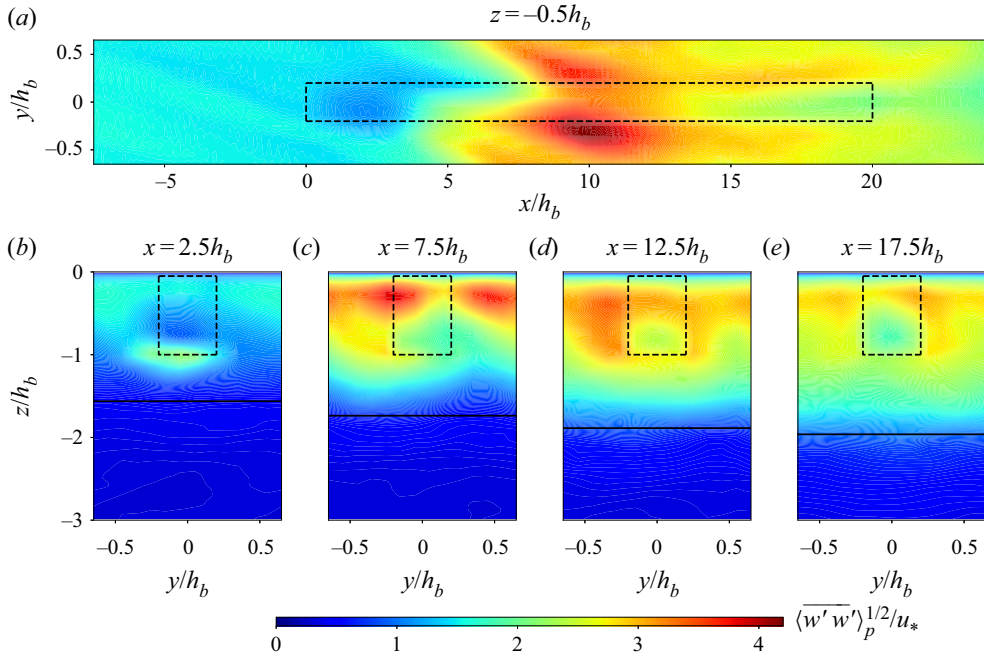 (a) z = –0.5h_b
0.5
0
–0.5
y/h_b
–5 0 5 10 15 20
x/h_b
(b) x = 2.5h_b (c) x = 7.5h_b (d) x = 12.5h_b (e) x = 17.5h_b
0
–1
–2
–3
z/h_b
–0.5 0 0.5 –0.5 0 0.5 –0.5 0 0.5 –0.5 0 0.5
y/h_b y/h_b y/h_b y/h_b
0 1 2 3 4
⟨\overline{w′ w′}⟩_p^{1/2}/u_*